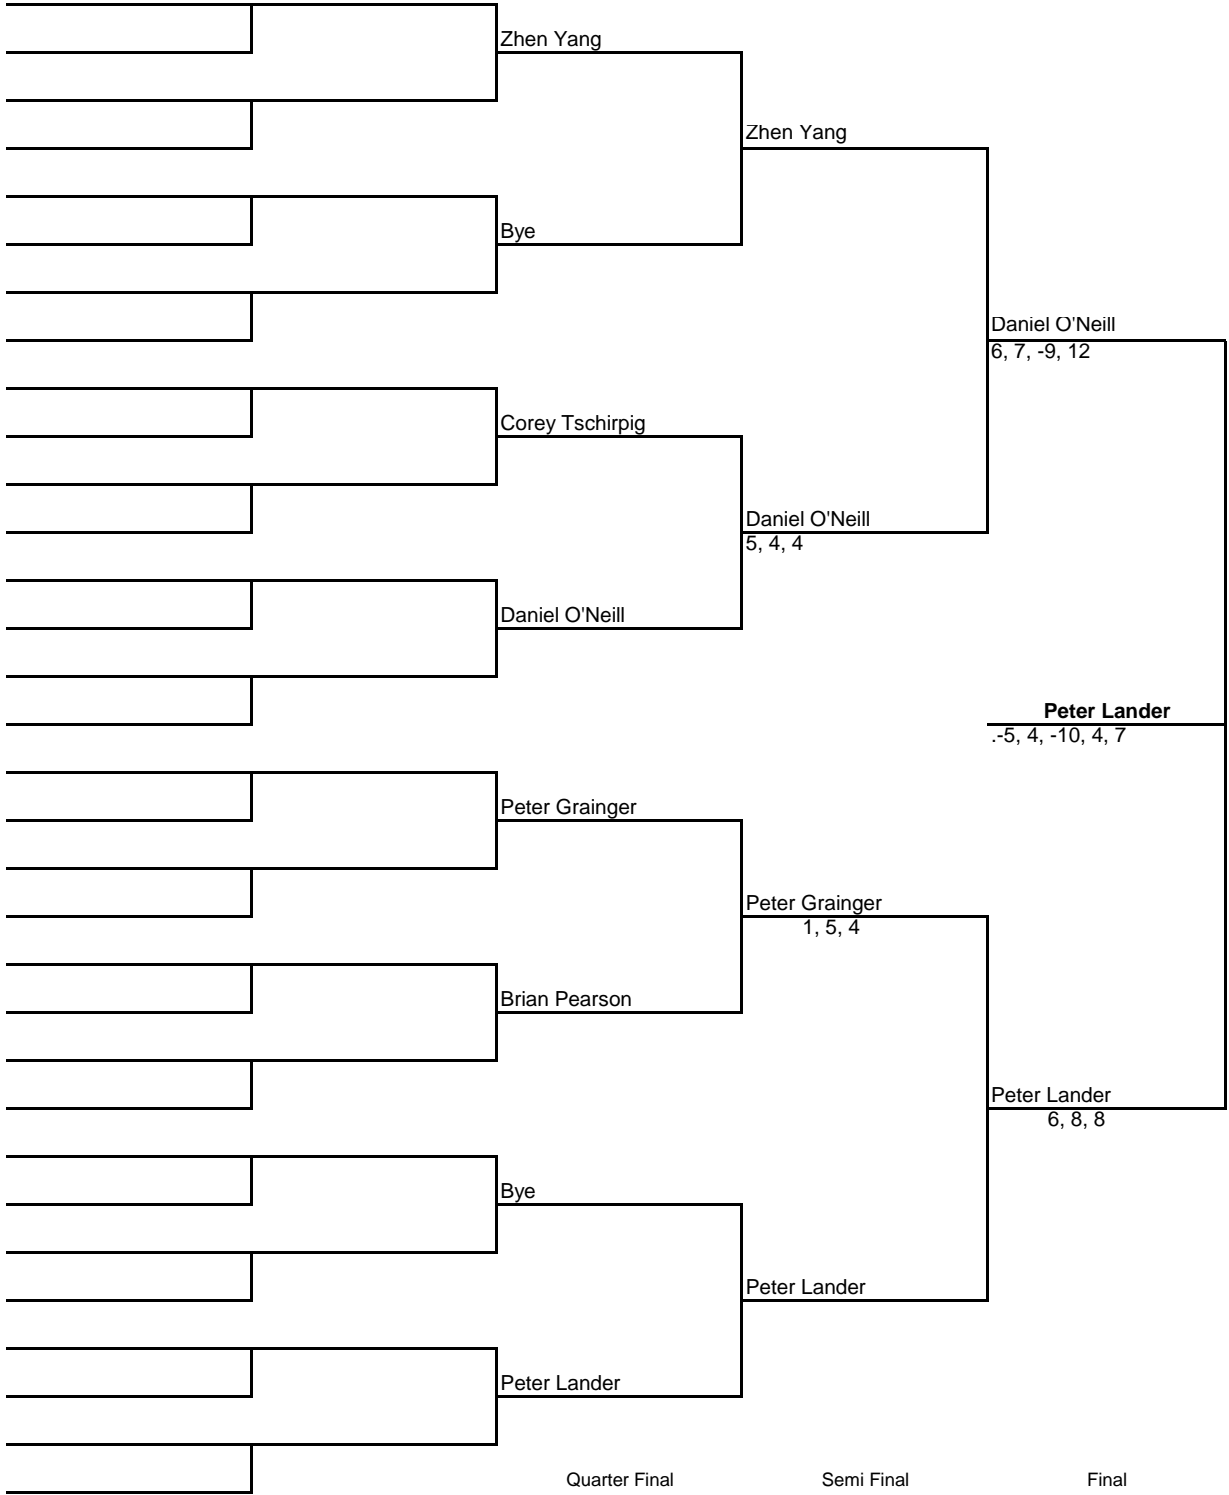 Zhen Yang
Zhen Yang
Bye
Daniel O'Neill
6, 7, -9, 12
Corey Tschirpig
Daniel O'Neill
5, 4, 4
Daniel O'Neill
Peter Lander
.-5, 4, -10, 4, 7
Peter Grainger
Peter Grainger
1, 5, 4
Brian Pearson
Peter Lander
6, 8, 8
Bye
Peter Lander
Peter Lander
Quarter Final Semi Final Final